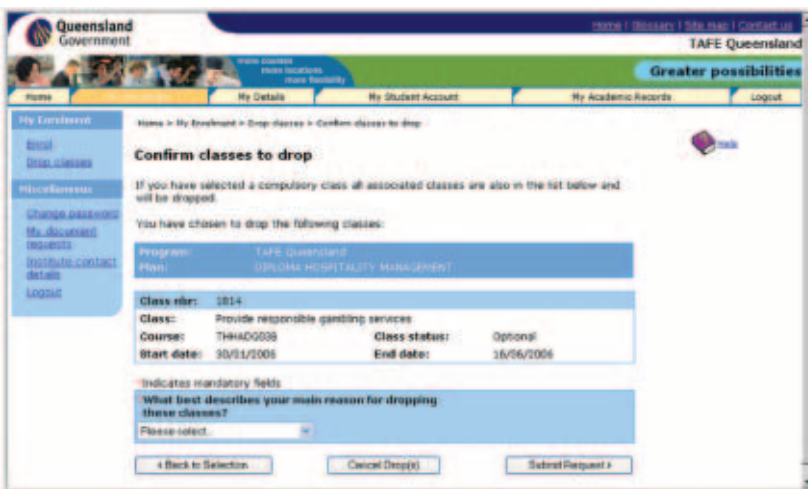 Queensland
Government
Home | Glossary | Site map | Contact us
TAFE Queensland
more courses
more locations
more flexibility
Greater possibilities
Home My Details My Student Account My Academic Records Logout
My Enrolment
Enrol
Drop classes
Miscellaneous
Change password
My document
requests
Institute contact
details
Logout
Home > My Enrolment > Drop classes > Confirm classes to drop
Help
Confirm classes to drop
If you have selected a compulsory class all associated classes are also in the list below and
will be dropped.
You have chosen to drop the following classes:
Program: TAFE Queensland
Plan: DIPLOMA HOSPITALITY MANAGEMENT
Class nbr: 1814
Class: Provide responsible gambling services
Course: Class status: Optional
Start date: 30/01/2006 End date: 16/06/2006
*Indicates mandatory fields
What best describes your main reason for dropping
these classes?
Please select..
< Back to Selection Cancel Drop(s) Submit Request >